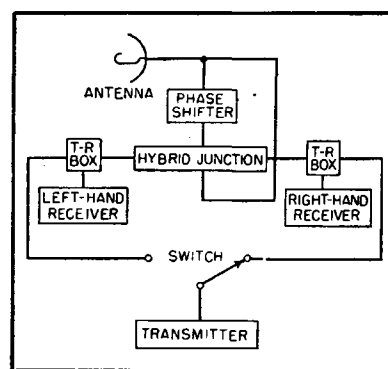 ANTENNA
PHASE
SHIFTER
T-R
BOX
HYBRID JUNCTION
T-R
BOX
LEFT-HAND
RECEIVER
RIGHT-HAND
RECEIVER
SWITCH
TRANSMITTER